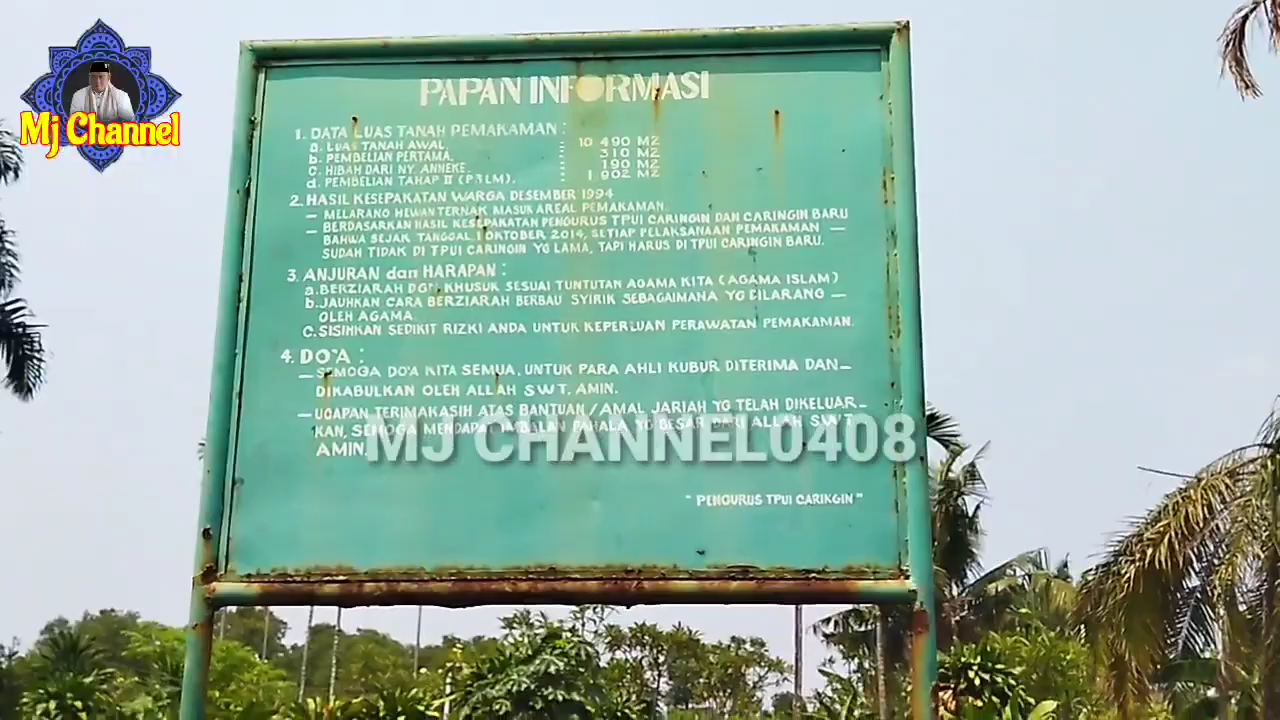 Mj Channel
PAPAN INFORMASI
1. DATA LUAS TANAH PEMAKAMAN :
a. LUAS TANAH AWAL. : 10 490 M2
b. PEMBELIAN PERTAMA. : 310 M2
c. HIBAH DARI NY. ANNEKE. : 190 M2
d. PEMBELIAN TAHAP II (P3LM). : 1 902 M2
2. HASIL KESEPAKATAN WARGA DESEMBER 1994
— MELARANG HEWAN TERNAK MASUK AREAL PEMAKAMAN.
— BERDASARKAN HASIL KESEPAKATAN PENGURUS TPUI CARINGIN DAN CARINGIN BARU
BAHWA SEJAK TANGGAL 1 OKTOBER 2014, SETIAP PELAKSANAAN PEMAKAMAN —
SUDAH TIDAK DI TPUI CARINGIN YG LAMA, TAPI HARUS DI TPUI CARINGIN BARU.
3. ANJURAN dan HARAPAN :
a. BERZIARAH DGN KHUSUK SESUAI TUNTUTAN AGAMA KITA (AGAMA ISLAM)
b. JAUHKAN CARA BERZIARAH BERBAU SYIRIK SEBAGAIMANA YG DILARANG —
OLEH AGAMA.
C. SISIHKAN SEDIKIT RIZKI ANDA UNTUK KEPERLUAN PERAWATAN PEMAKAMAN.
4. DO'A :
— SEMOGA DO'A KITA SEMUA, UNTUK PARA AHLI KUBUR DITERIMA DAN—
DIKABULKAN OLEH ALLAH SWT. AMIN.
— UCAPAN TERIMAKASIH ATAS BANTUAN / AMAL JARIAH YG TELAH DIKELUAR—
KAN, SEMOGA MENDAPAT IMBALAN PAHALA YG BESAR DARI ALLAH SWT
AMIN.
MJ CHANNEL0408
" PENGURUS TPUI CARINGIN "